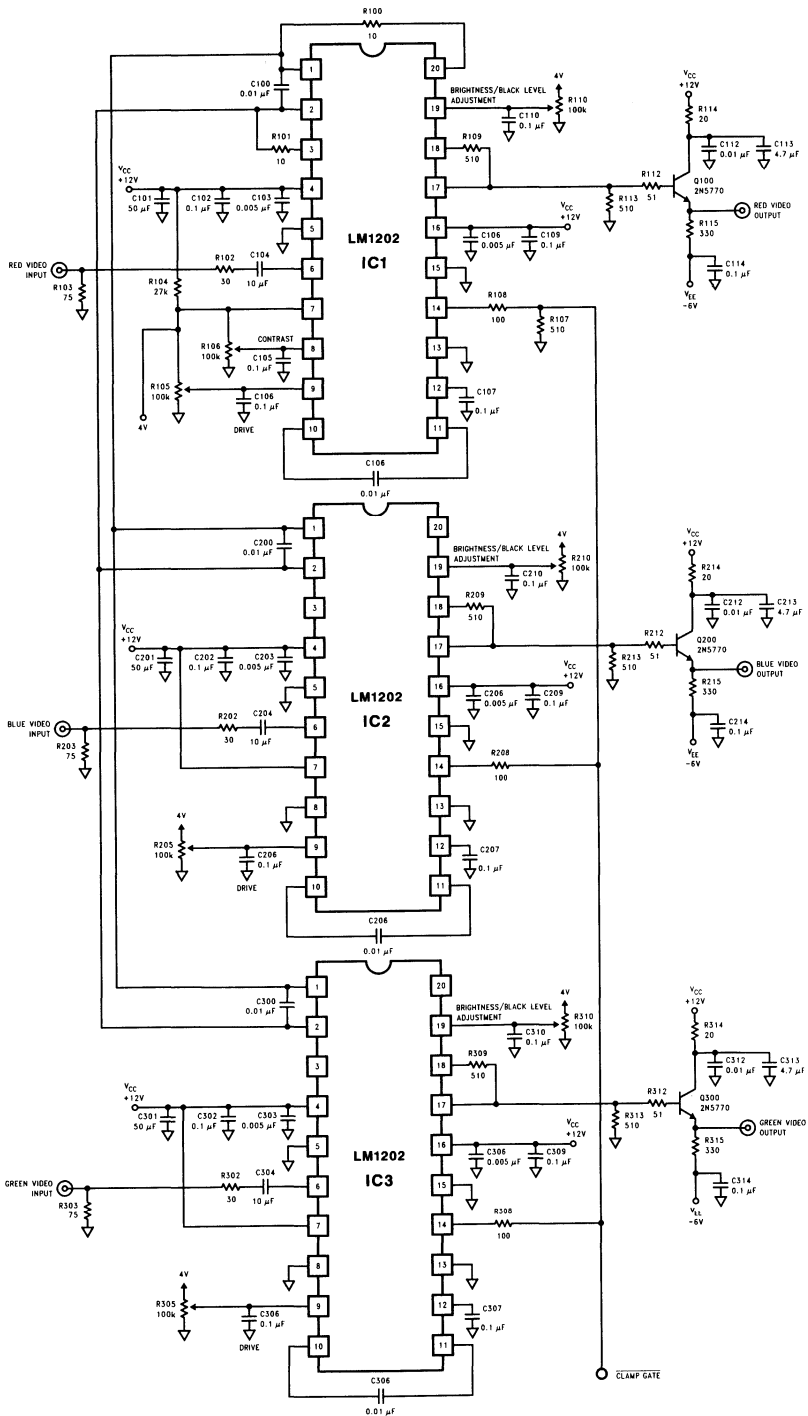 R100
10
1
20
C100
0.01 µF
BRIGHTNESS/BLACK LEVEL
ADJUSTMENT
4V
R110
100k
C110
0.1 µF
2
19
R101
10
3
18
R109
510
VCC
+12V
4
17
C101
50 µF
C102
0.1 µF
C103
0.005 µF
VCC
+12V
R114
20
C112
0.01 µF
C113
4.7 µF
R112
51
Q100
2N5770
R113
510
RED VIDEO
OUTPUT
R115
330
C114
0.1 µF
VEE
-6V
5
16
VCC
+12V
C106
0.005 µF
C109
0.1 µF
LM1202
IC1
RED VIDEO
INPUT
R103
75
R102
30
C104
10 µF
6
15
R104
27k
7
14
R108
100
R107
510
R106
100k
CONTRAST
C105
0.1 µF
8
13
R105
100k
4V
C106
0.1 µF
DRIVE
9
12
C107
0.1 µF
10
11
C106
0.01 µF
1
20
C200
0.01 µF
BRIGHTNESS/BLACK LEVEL
ADJUSTMENT
4V
R210
100k
C210
0.1 µF
2
19
3
18
R209
510
VCC
+12V
4
17
C201
50 µF
C202
0.1 µF
C203
0.005 µF
VCC
+12V
R214
20
C212
0.01 µF
C213
4.7 µF
R212
51
Q200
2N5770
R213
510
BLUE VIDEO
OUTPUT
R215
330
C214
0.1 µF
VEE
-6V
5
16
VCC
+12V
C206
0.005 µF
C209
0.1 µF
LM1202
IC2
BLUE VIDEO
INPUT
R203
75
R202
30
C204
10 µF
6
15
7
14
R208
100
8
13
4V
R205
100k
C206
0.1 µF
DRIVE
9
12
C207
0.1 µF
10
11
C206
0.01 µF
1
20
C300
0.01 µF
BRIGHTNESS/BLACK LEVEL
ADJUSTMENT
4V
R310
100k
C310
0.1 µF
2
19
3
18
R309
510
VCC
+12V
4
17
C301
50 µF
C302
0.1 µF
C303
0.005 µF
VCC
+12V
R314
20
C312
0.01 µF
C313
4.7 µF
R312
51
Q300
2N5770
R313
510
GREEN VIDEO
OUTPUT
R315
330
C314
0.1 µF
-6V
5
16
VCC
+12V
C306
0.005 µF
C309
0.1 µF
LM1202
IC3
GREEN VIDEO
INPUT
R303
75
R302
30
C304
10 µF
6
15
7
14
R308
100
8
13
4V
R305
100k
C306
0.1 µF
DRIVE
9
12
C307
0.1 µF
10
11
C306
0.01 µF
CLAMP GATE